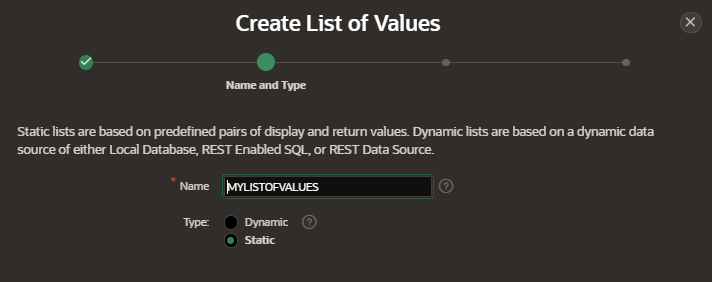 Create List of Values
Name and Type
Static lists are based on predefined pairs of display and return values. Dynamic lists are based on a dynamic data
source of either Local Database, REST Enabled SQL, or REST Data Source.
* Name MYLISTOFVALUES ?
Type: Dynamic ?
Static